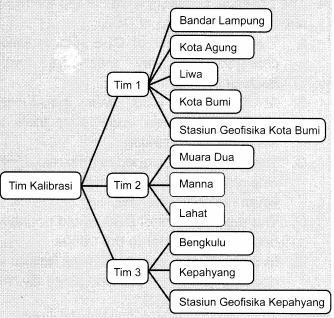 Tim Kalibrasi
Tim 1
Bandar Lampung
Kota Agung
Liwa
Kota Bumi
Stasiun Geofisika Kota Bumi
Tim 2
Muara Dua
Manna
Lahat
Tim 3
Bengkulu
Kepahyang
Stasiun Geofisika Kepahyang